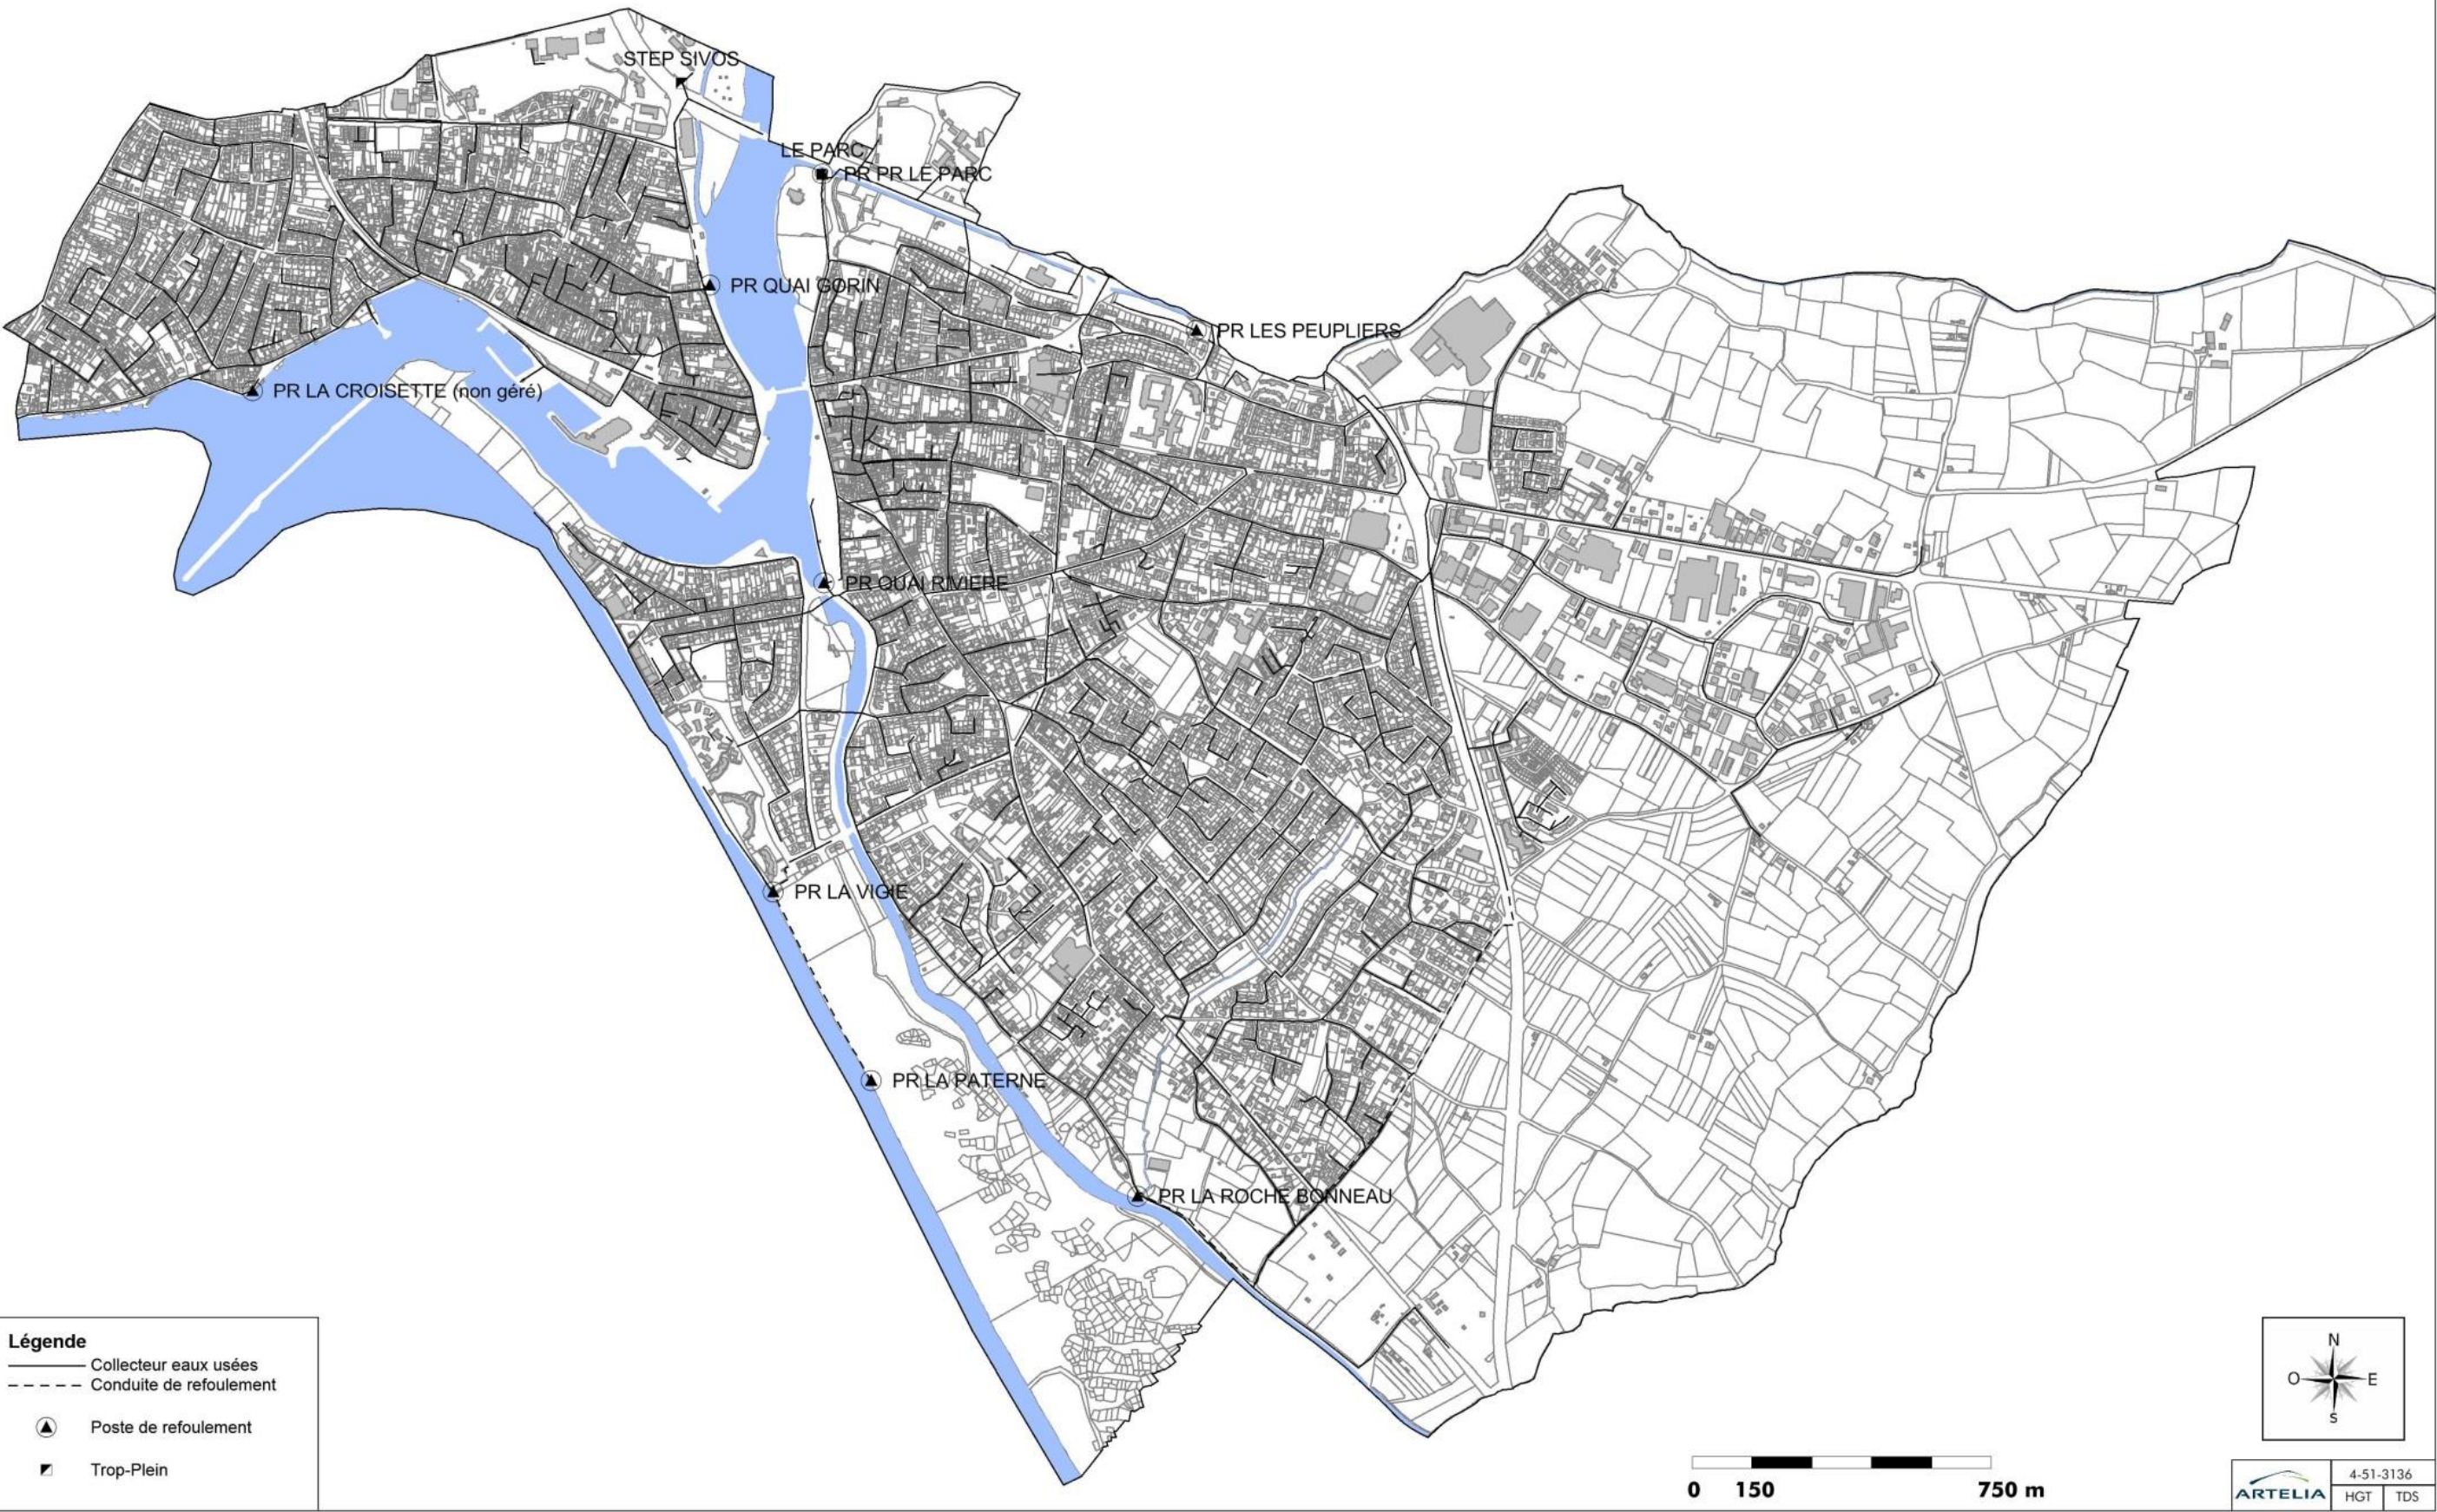 STEP SIVOS
LE PARC
PR PR LE PARC
PR QUAI GORIN
PR LES PEUPLIERS
PR LA CROISETTE (non géré)
PR QUAI RIVIERE
PR LA VIGIE
PR LA PATERNE
PR LA ROCHE BONNEAU
Légende
Collecteur eaux usées
Conduite de refoulement
Poste de refoulement
Trop-Plein
0 150 750 m
N
O E
S
ARTELIA
4-51-3136
HGT TDS